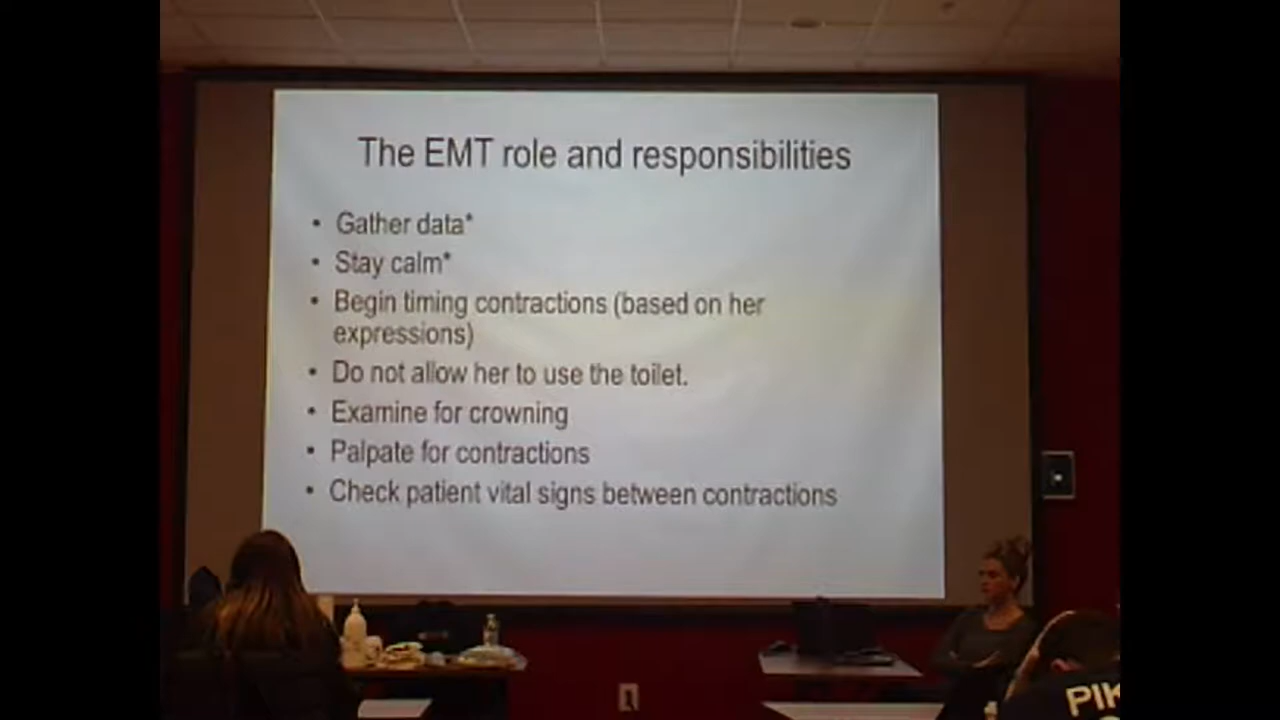 The EMT role and responsibilities
• Gather data*
• Stay calm*
• Begin timing contractions (based on her
expressions)
• Do not allow her to use the toilet.
• Examine for crowning
• Palpate for contractions
• Check patient vital signs between contractions
PIK